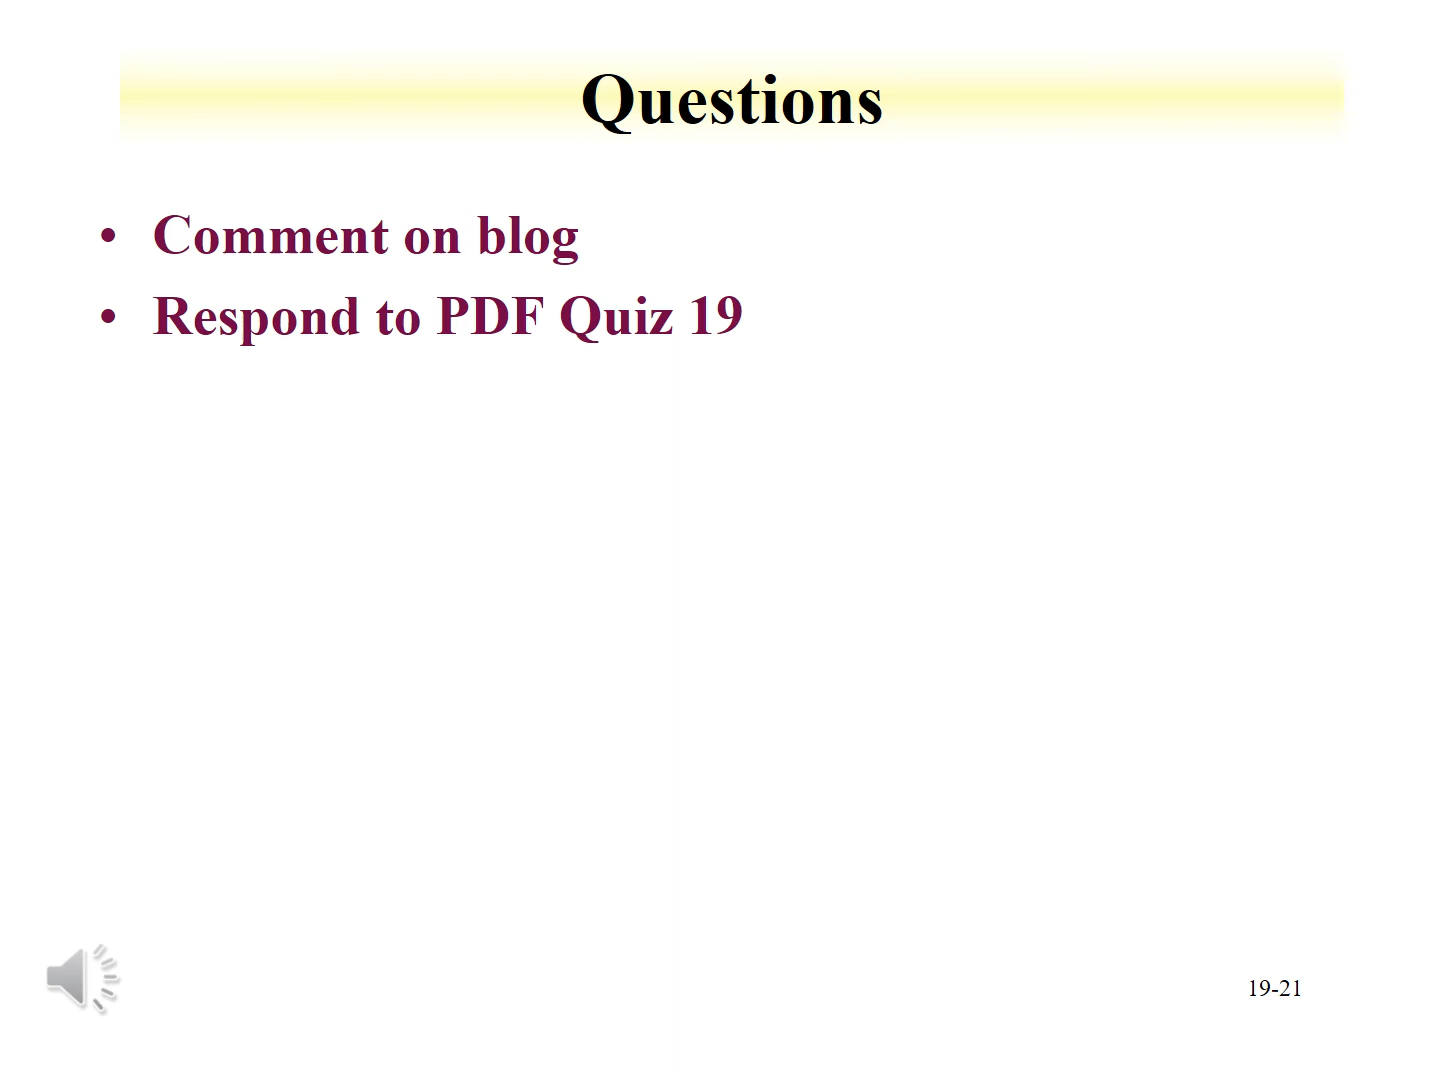 Questions
• Comment on blog
• Respond to PDF Quiz 19
19-21